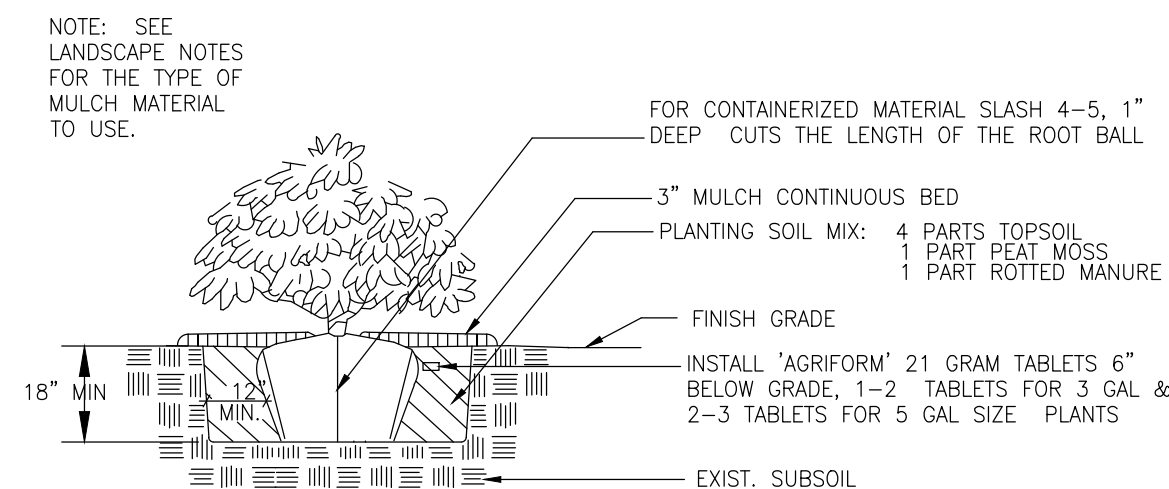 NOTE: SEE
LANDSCAPE NOTES
FOR THE TYPE OF
MULCH MATERIAL
TO USE.
FOR CONTAINERIZED MATERIAL SLASH 4-5, 1"
DEEP CUTS THE LENGTH OF THE ROOT BALL
3" MULCH CONTINUOUS BED
PLANTING SOIL MIX: 4 PARTS TOPSOIL
1 PART PEAT MOSS
1 PART ROTTED MANURE
FINISH GRADE
INSTALL 'AGRIFORM' 21 GRAM TABLETS 6"
BELOW GRADE, 1-2 TABLETS FOR 3 GAL &
2-3 TABLETS FOR 5 GAL SIZE PLANTS
18" MIN
12"
MIN.
EXIST. SUBSOIL